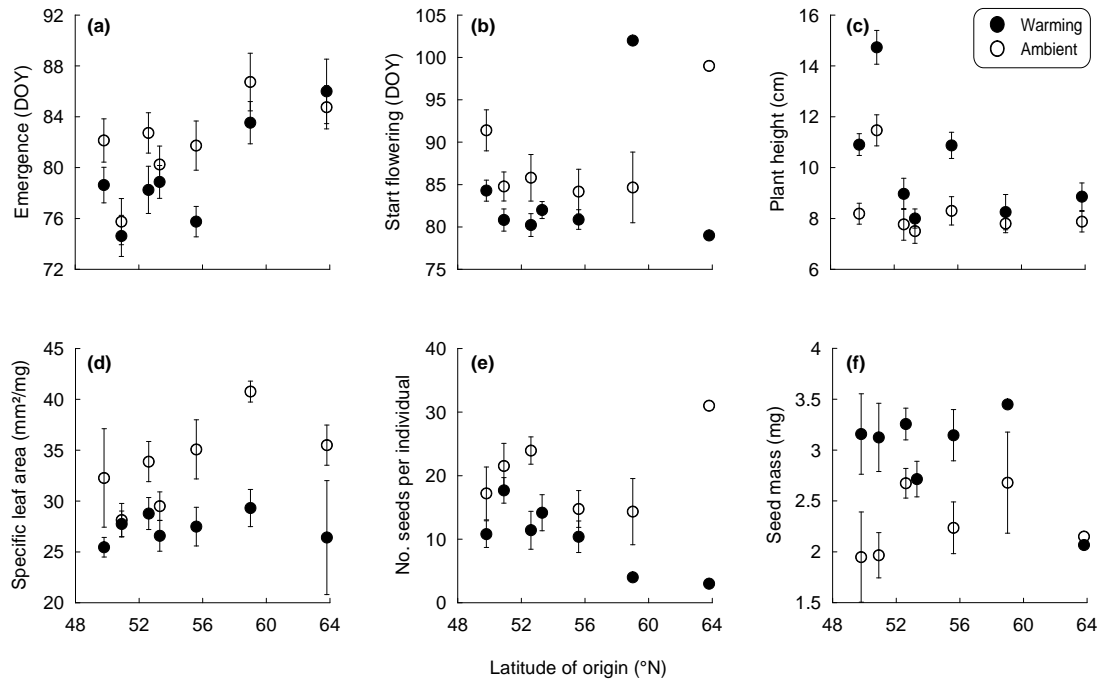 (a)
(b)
(c)
Warming
Ambient
Emergence (DOY)
92
88
84
80
76
72
Start flowering (DOY)
105
100
95
90
85
80
75
Plant height (cm)
16
14
12
10
8
6
(d)
(e)
(f)
Specific leaf area (mm²/mg)
45
40
35
30
25
20
48 52 56 60 64
No. seeds per individual
40
30
20
10
0
48 52 56 60 64
Seed mass (mg)
4
3.5
3
2.5
2
1.5
48 52 56 60 64
Latitude of origin (°N)